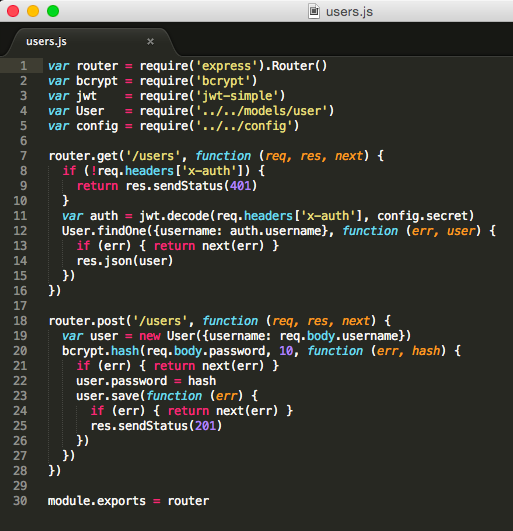 users.js
users.js ×
1 var router = require('express').Router()
2 var bcrypt = require('bcrypt')
3 var jwt    = require('jwt-simple')
4 var User   = require('../../models/user')
5 var config = require('../../config')
6
7 router.get('/users', function (req, res, next) {
8   if (!req.headers['x-auth']) {
9     return res.sendStatus(401)
10   }
11   var auth = jwt.decode(req.headers['x-auth'], config.secret)
12   User.findOne({username: auth.username}, function (err, user) {
13     if (err) { return next(err) }
14     res.json(user)
15   })
16 })
17
18 router.post('/users', function (req, res, next) {
19   var user = new User({username: req.body.username})
20   bcrypt.hash(req.body.password, 10, function (err, hash) {
21     if (err) { return next(err) }
22     user.password = hash
23     user.save(function (err) {
24       if (err) { return next(err) }
25       res.sendStatus(201)
26     })
27   })
28 })
29
30 module.exports = router